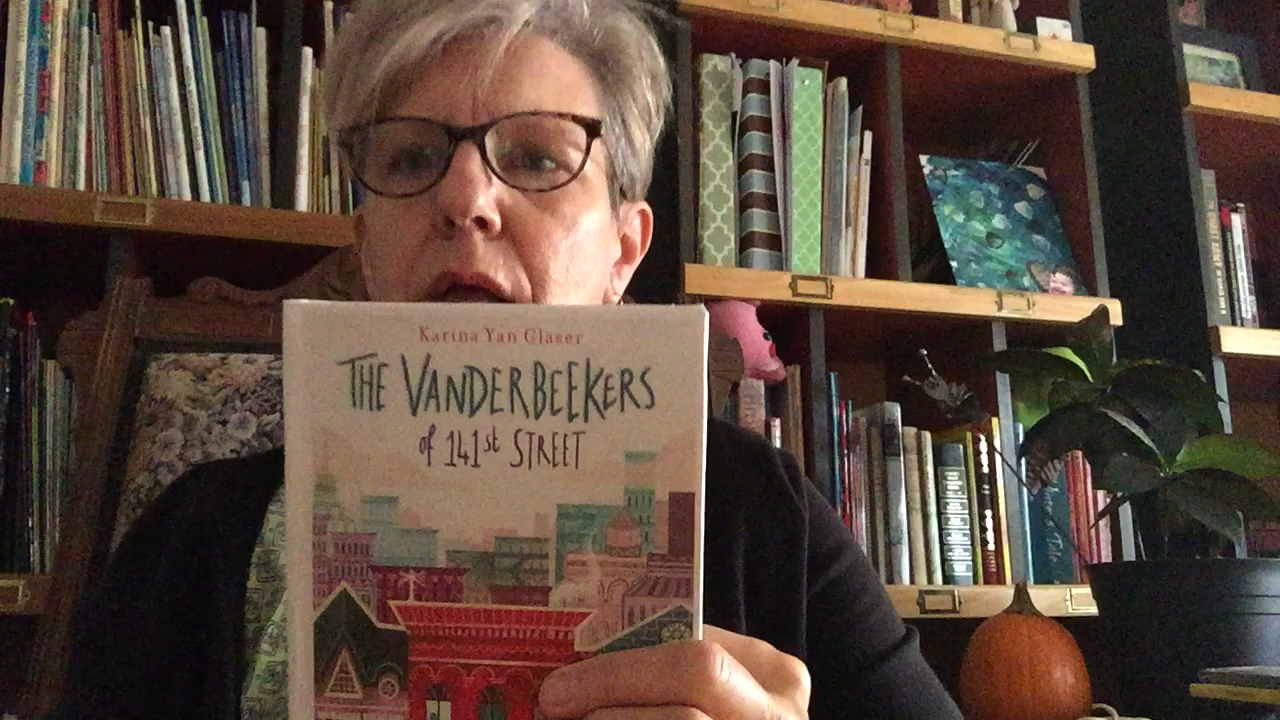 Karina Yan Glaser
THE VANDERBEEKERS
of 141st STREET